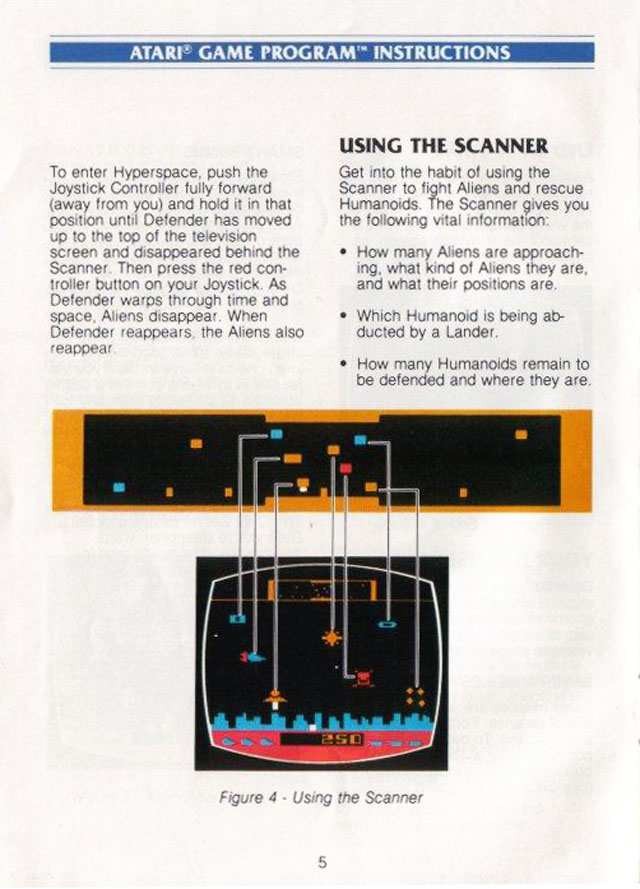 ATARI® GAME PROGRAM™ INSTRUCTIONS
To enter Hyperspace, push the
Joystick Controller fully forward
(away from you) and hold it in that
position until Defender has moved
up to the top of the television
screen and disappeared behind the
Scanner. Then press the red con-
troller button on your Joystick. As
Defender warps through time and
space, Aliens disappear. When
Defender reappears, the Aliens also
reappear.
USING THE SCANNER
Get into the habit of using the
Scanner to fight Aliens and rescue
Humanoids. The Scanner gives you
the following vital information:
• How many Aliens are approach-
ing, what kind of Aliens they are,
and what their positions are.
• Which Humanoid is being ab-
ducted by a Lander.
• How many Humanoids remain to
be defended and where they are.
250
Figure 4 - Using the Scanner
5